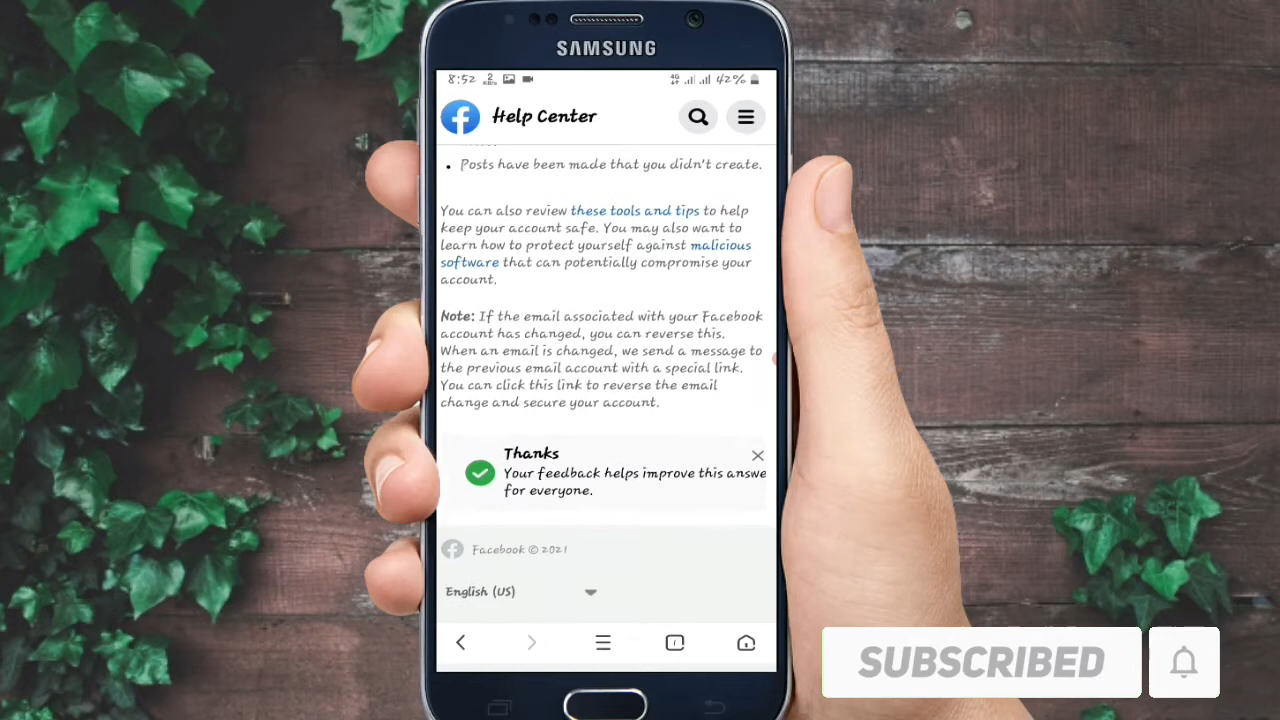 SAMSUNG
8:52 2 KB/s 4G 42%
Help Center
• Posts have been made that you didn't create.
You can also review these tools and tips to help
keep your account safe. You may also want to
learn how to protect yourself against malicious
software that can potentially compromise your
account.
Note: If the email associated with your Facebook
account has changed, you can reverse this.
When an email is changed, we send a message to
the previous email account with a special link.
You can click this link to reverse the email
change and secure your account.
Thanks
Your feedback helps improve this answe
for everyone.
Facebook © 2021
English (US)
1
SUBSCRIBED